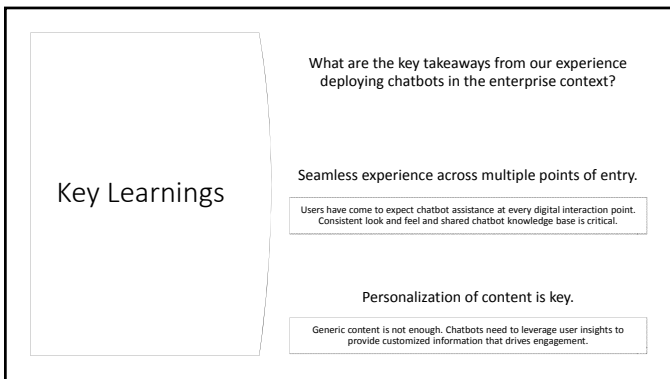 Key Learnings
What are the key takeaways from our experience
deploying chatbots in the enterprise context?
Seamless experience across multiple points of entry.
Users have come to expect chatbot assistance at every digital interaction point.
Consistent look and feel and shared chatbot knowledge base is critical.
Personalization of content is key.
Generic content is not enough. Chatbots need to leverage user insights to
provide customized information that drives engagement.